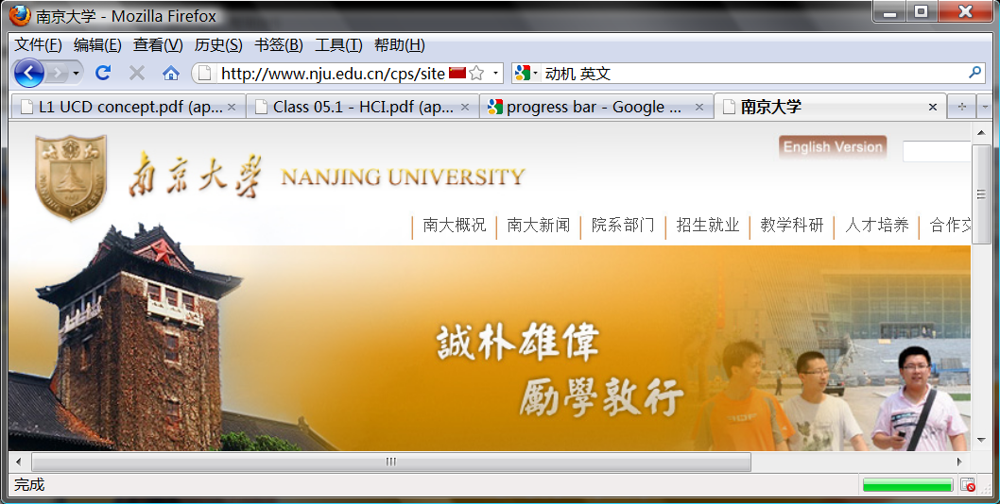 南京大学 - Mozilla Firefox
文件(F) 编辑(E) 查看(V) 历史(S) 书签(B) 工具(T) 帮助(H)
http://www.nju.edu.cn/cps/site 动机 英文
L1 UCD concept.pdf (ap... Class 05.1 - HCI.pdf (ap... progress bar - Google ... 南京大学
English Version
南京大學 NANJING UNIVERSITY
南大概况 南大新闻 院系部门 招生就业 教学科研 人才培养 合作交
誠朴雄偉
勵學敦行
完成